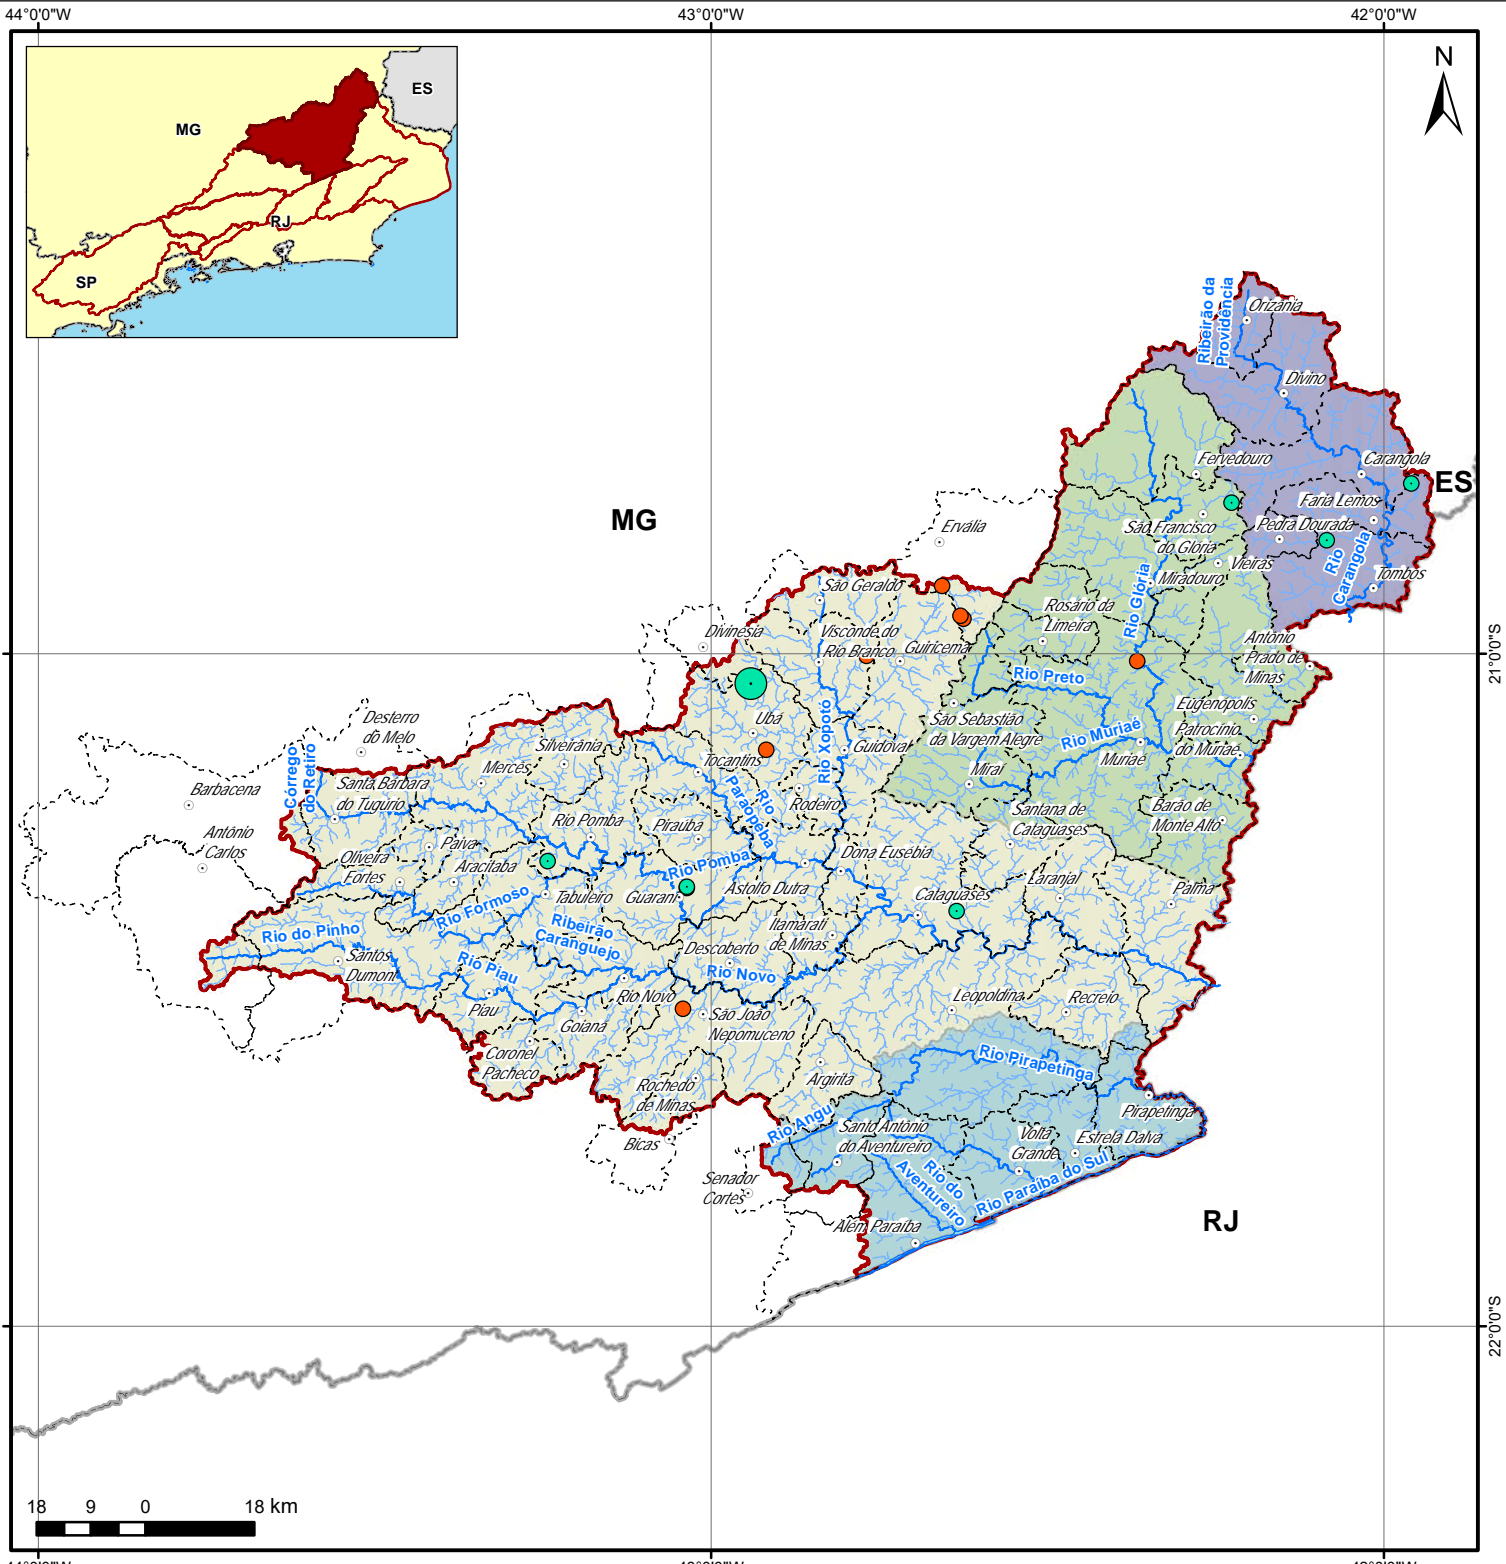 44°0'0"W
43°0'0"W
42°0'0"W
N
ES
MG
RJ
SP
Ribeirão da
Providência
Orizânia
Divino
Carangola
ES
Fervedouro
Faria Lemos
MG
Ervália
São Francisco
do Glória
Pedra Dourada
Rio
Carangola
Vieiras
Tombos
Miradouro
São Geraldo
Rosário da
Limeira
Rio Glória
Divinésia
Visconde do
Rio Branco
Guiricema
Antônio
Prado de
Minas
21°0'0"S
Rio Preto
Eugenópolis
Desterro
do Melo
Ubá
Rio Xopotó
São Sebastião
da Vargem Alegre
Rio Muriaé
Patrocínio
do Muriaé
Silveirânia
Guidoval
Muriaé
Mercês
Tocantins
Miraí
Córrego
do Retiro
Barbacena
Santa Bárbara
do Tugúrio
Rio
Paraopeba
Rodeiro
Santana de
Cataguases
Barão de
Monte Alto
Antônio
Carlos
Rio Pomba
Piraúba
Paiva
Oliveira
Fortes
Aracitaba
Rio Pomba
Dona Eusébia
Tabuleiro
Guarani
Astolfo Dutra
Cataguases
Laranjal
Palma
Rio Formoso
Ribeirão
Caranguejo
Itamarati
de Minas
Rio do Pinho
Santos
Dumont
Rio Piau
Descoberto
Rio Novo
Rio Novo
Leopoldina
Recreio
Piau
Goianá
São João
Nepomuceno
Coronel
Pacheco
Rio Pirapetinga
Argirita
Rochedo
de Minas
Rio Angu
Pirapetinga
Santo Antônio
do Aventureiro
Volta
Grande
Estrela Dalva
Bicas
Senador
Cortes
Rio do
Aventureiro
Rio Paraíba do Sul
Além Paraíba
RJ
22°0'0"S
18 9 0 18 km